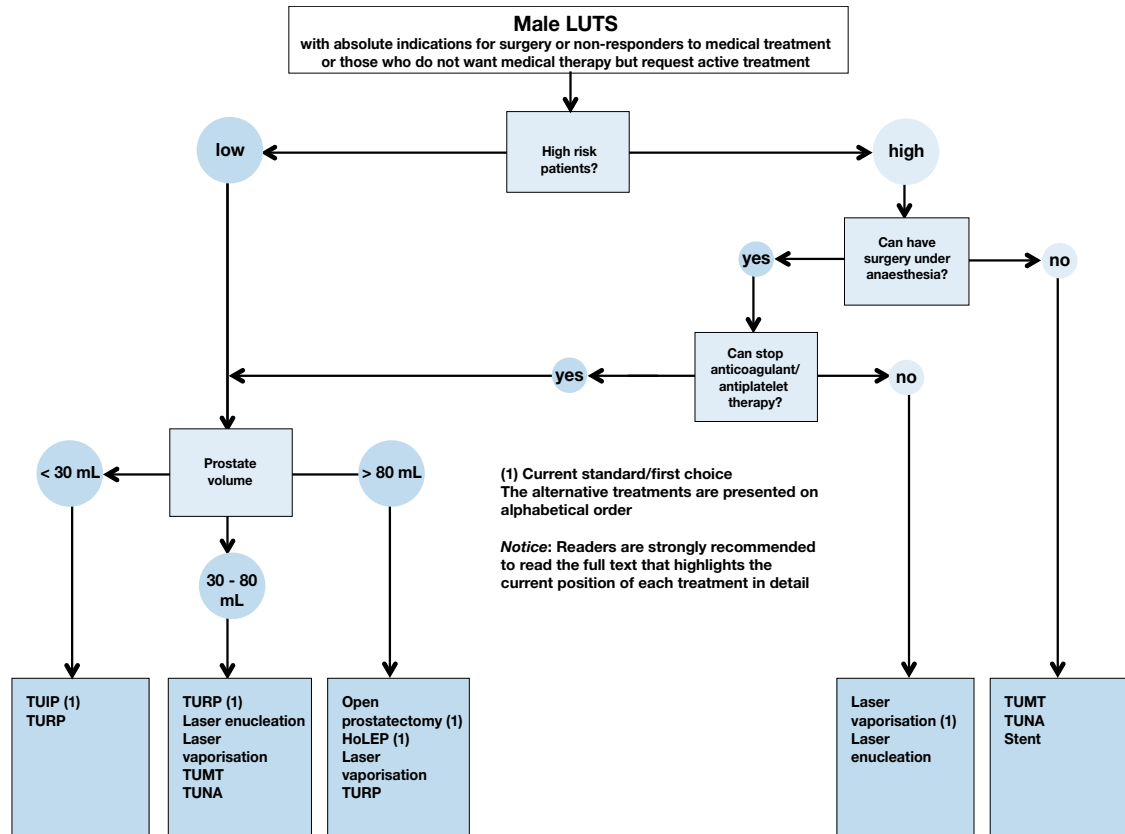 Male LUTS
with absolute indications for surgery or non-responders to medical treatment
or those who do not want medical therapy but request active treatment
low
High risk
patients?
high
Can have
surgery under
anaesthesia?
yes
no
Can stop
anticoagulant/
antiplatelet
therapy?
yes
no
Prostate
volume
< 30 mL
> 80 mL
30 - 80
mL
(1) Current standard/first choice
The alternative treatments are presented on
alphabetical order
Notice: Readers are strongly recommended
to read the full text that highlights the
current position of each treatment in detail
TUIP (1)
TURP
TURP (1)
Laser enucleation
Laser
vaporisation
TUMT
TUNA
Open
prostatectomy (1)
HoLEP (1)
Laser
vaporisation
TURP
Laser
vaporisation (1)
Laser
enucleation
TUMT
TUNA
Stent